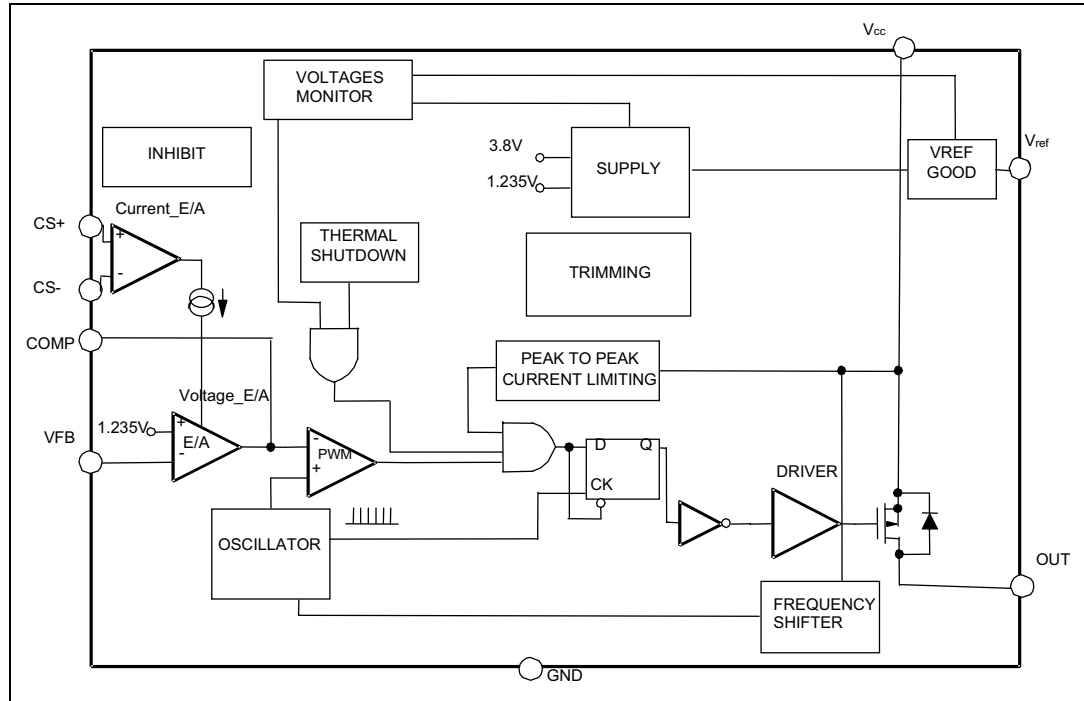 Vcc
VOLTAGES
MONITOR
INHIBIT
3.8V
1.235V
SUPPLY
VREF
GOOD
Vref
Current_E/A
CS+
+
-
CS-
THERMAL
SHUTDOWN
TRIMMING
COMP
PEAK TO PEAK
CURRENT LIMITING
Voltage_E/A
1.235V
VFB
+
E/A
-
-
PWM
+
D
Q
CK
DRIVER
OSCILLATOR
OUT
FREQUENCY
SHIFTER
GND